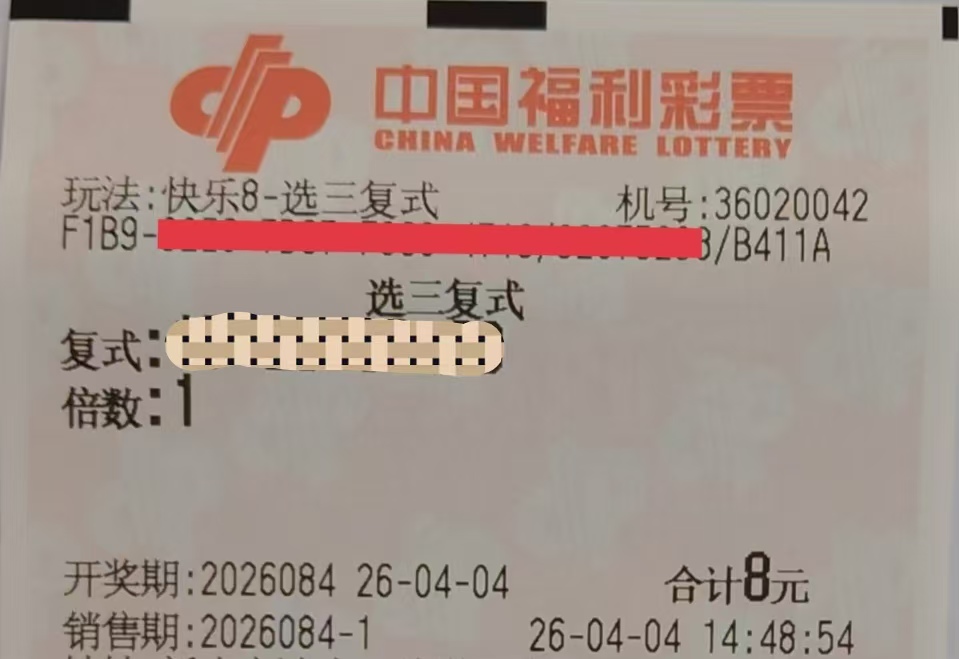 中国福利彩票
CHINA WELFARE LOTTERY
玩法:快乐8-选三复式 机号:36020042
F1B9- /B411A
选三复式
复式:
倍数:1
开奖期:2026084 26-04-04 合计8元
销售期:2026084-1 26-04-04 14:48:54